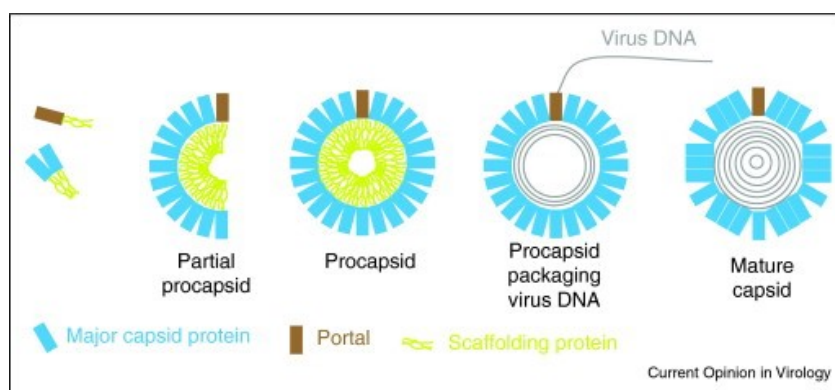 Virus DNA
Partial
procapsid
Procapsid
Procapsid
packaging
virus DNA
Mature
capsid
Major capsid protein
Portal
Scaffolding protein
Current Opinion in Virology